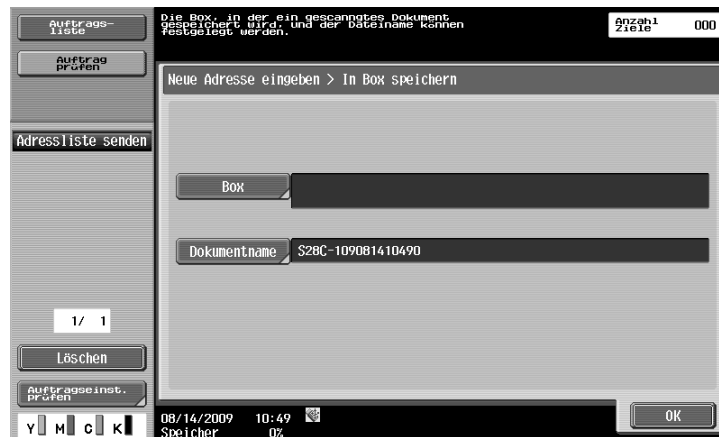 Auftrags-
liste
Auftrag
prüfen
Adressliste senden
1/ 1
Löschen
Auftragseinst.
prüfen
Y M C K
Die Box, in der ein gescanngtes Dokument
gespeichert wird, und der Dateiname können
festgelegt werden.
Anzahl
Ziele 000
Neue Adresse eingeben > In Box speichern
Box
Dokumentname S28C-109081410490
08/14/2009 10:49
Speicher 0%
OK